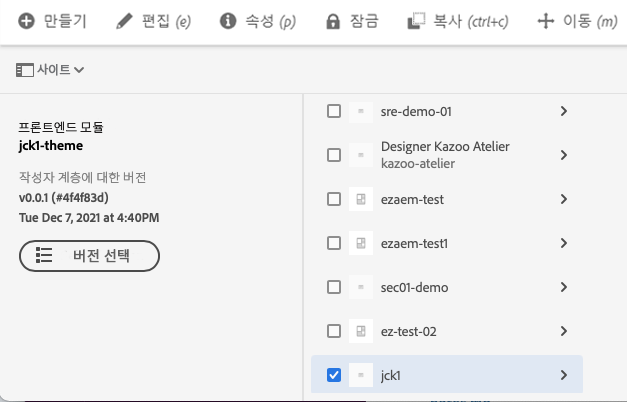 만들기 편집 (e) 속성 (p) 잠금 복사 (ctrl+c) 이동 (m)
사이트
프론트엔드 모듈
jck1-theme
작성자 계층에 대한 버전
v0.0.1 (#4f4f83d)
Tue Dec 7, 2021 at 4:40PM
버전 선택
sre-demo-01
Designer Kazoo Atelier
kazoo-atelier
ezaem-test
ezaem-test1
sec01-demo
ez-test-02
jck1